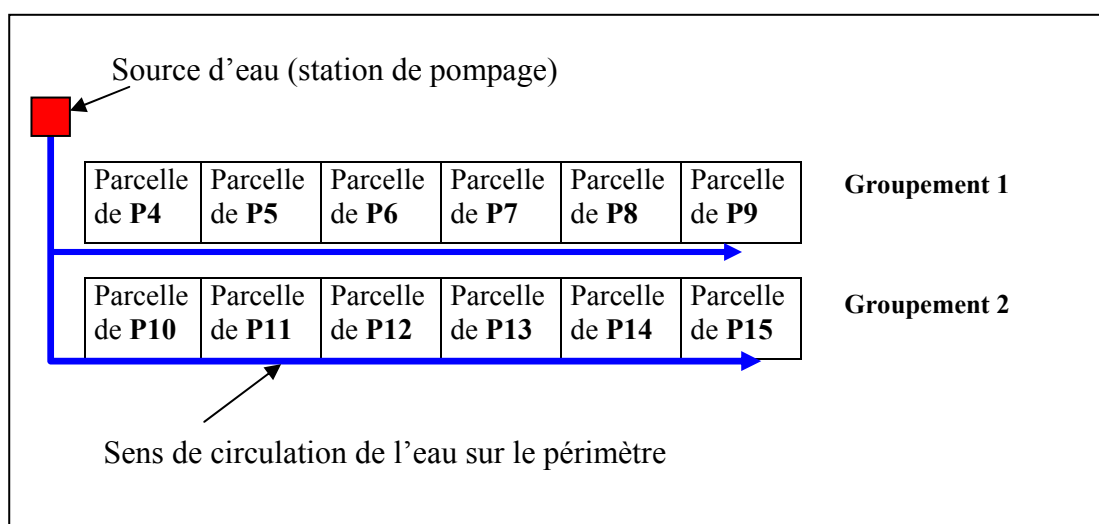 Source d'eau (station de pompage)
Parcelle de P4
Parcelle de P5
Parcelle de P6
Parcelle de P7
Parcelle de P8
Parcelle de P9
Groupement 1
Parcelle de P10
Parcelle de P11
Parcelle de P12
Parcelle de P13
Parcelle de P14
Parcelle de P15
Groupement 2
Sens de circulation de l'eau sur le périmètre